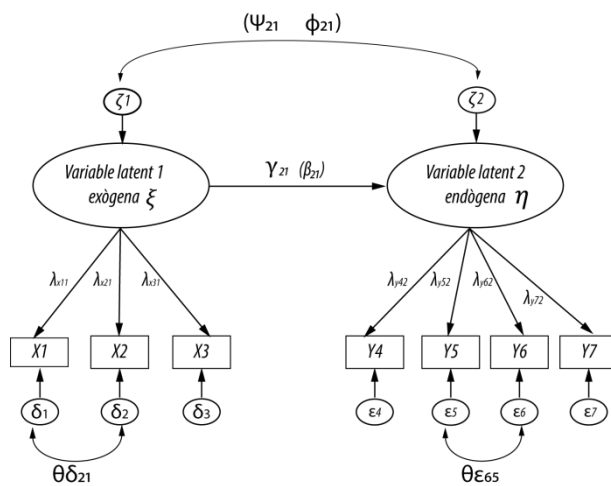 (Ψ21 ϕ21)
ζ1
ζ2
Variable latent 1
exògena ξ
γ21 (β21)
Variable latent 2
endògena η
λx11
λx21
λx31
λy42
λy52
λy62
λy72
X1
X2
X3
Y4
Y5
Y6
Y7
δ1
δ2
δ3
ε4
ε5
ε6
ε7
θδ21
θε65